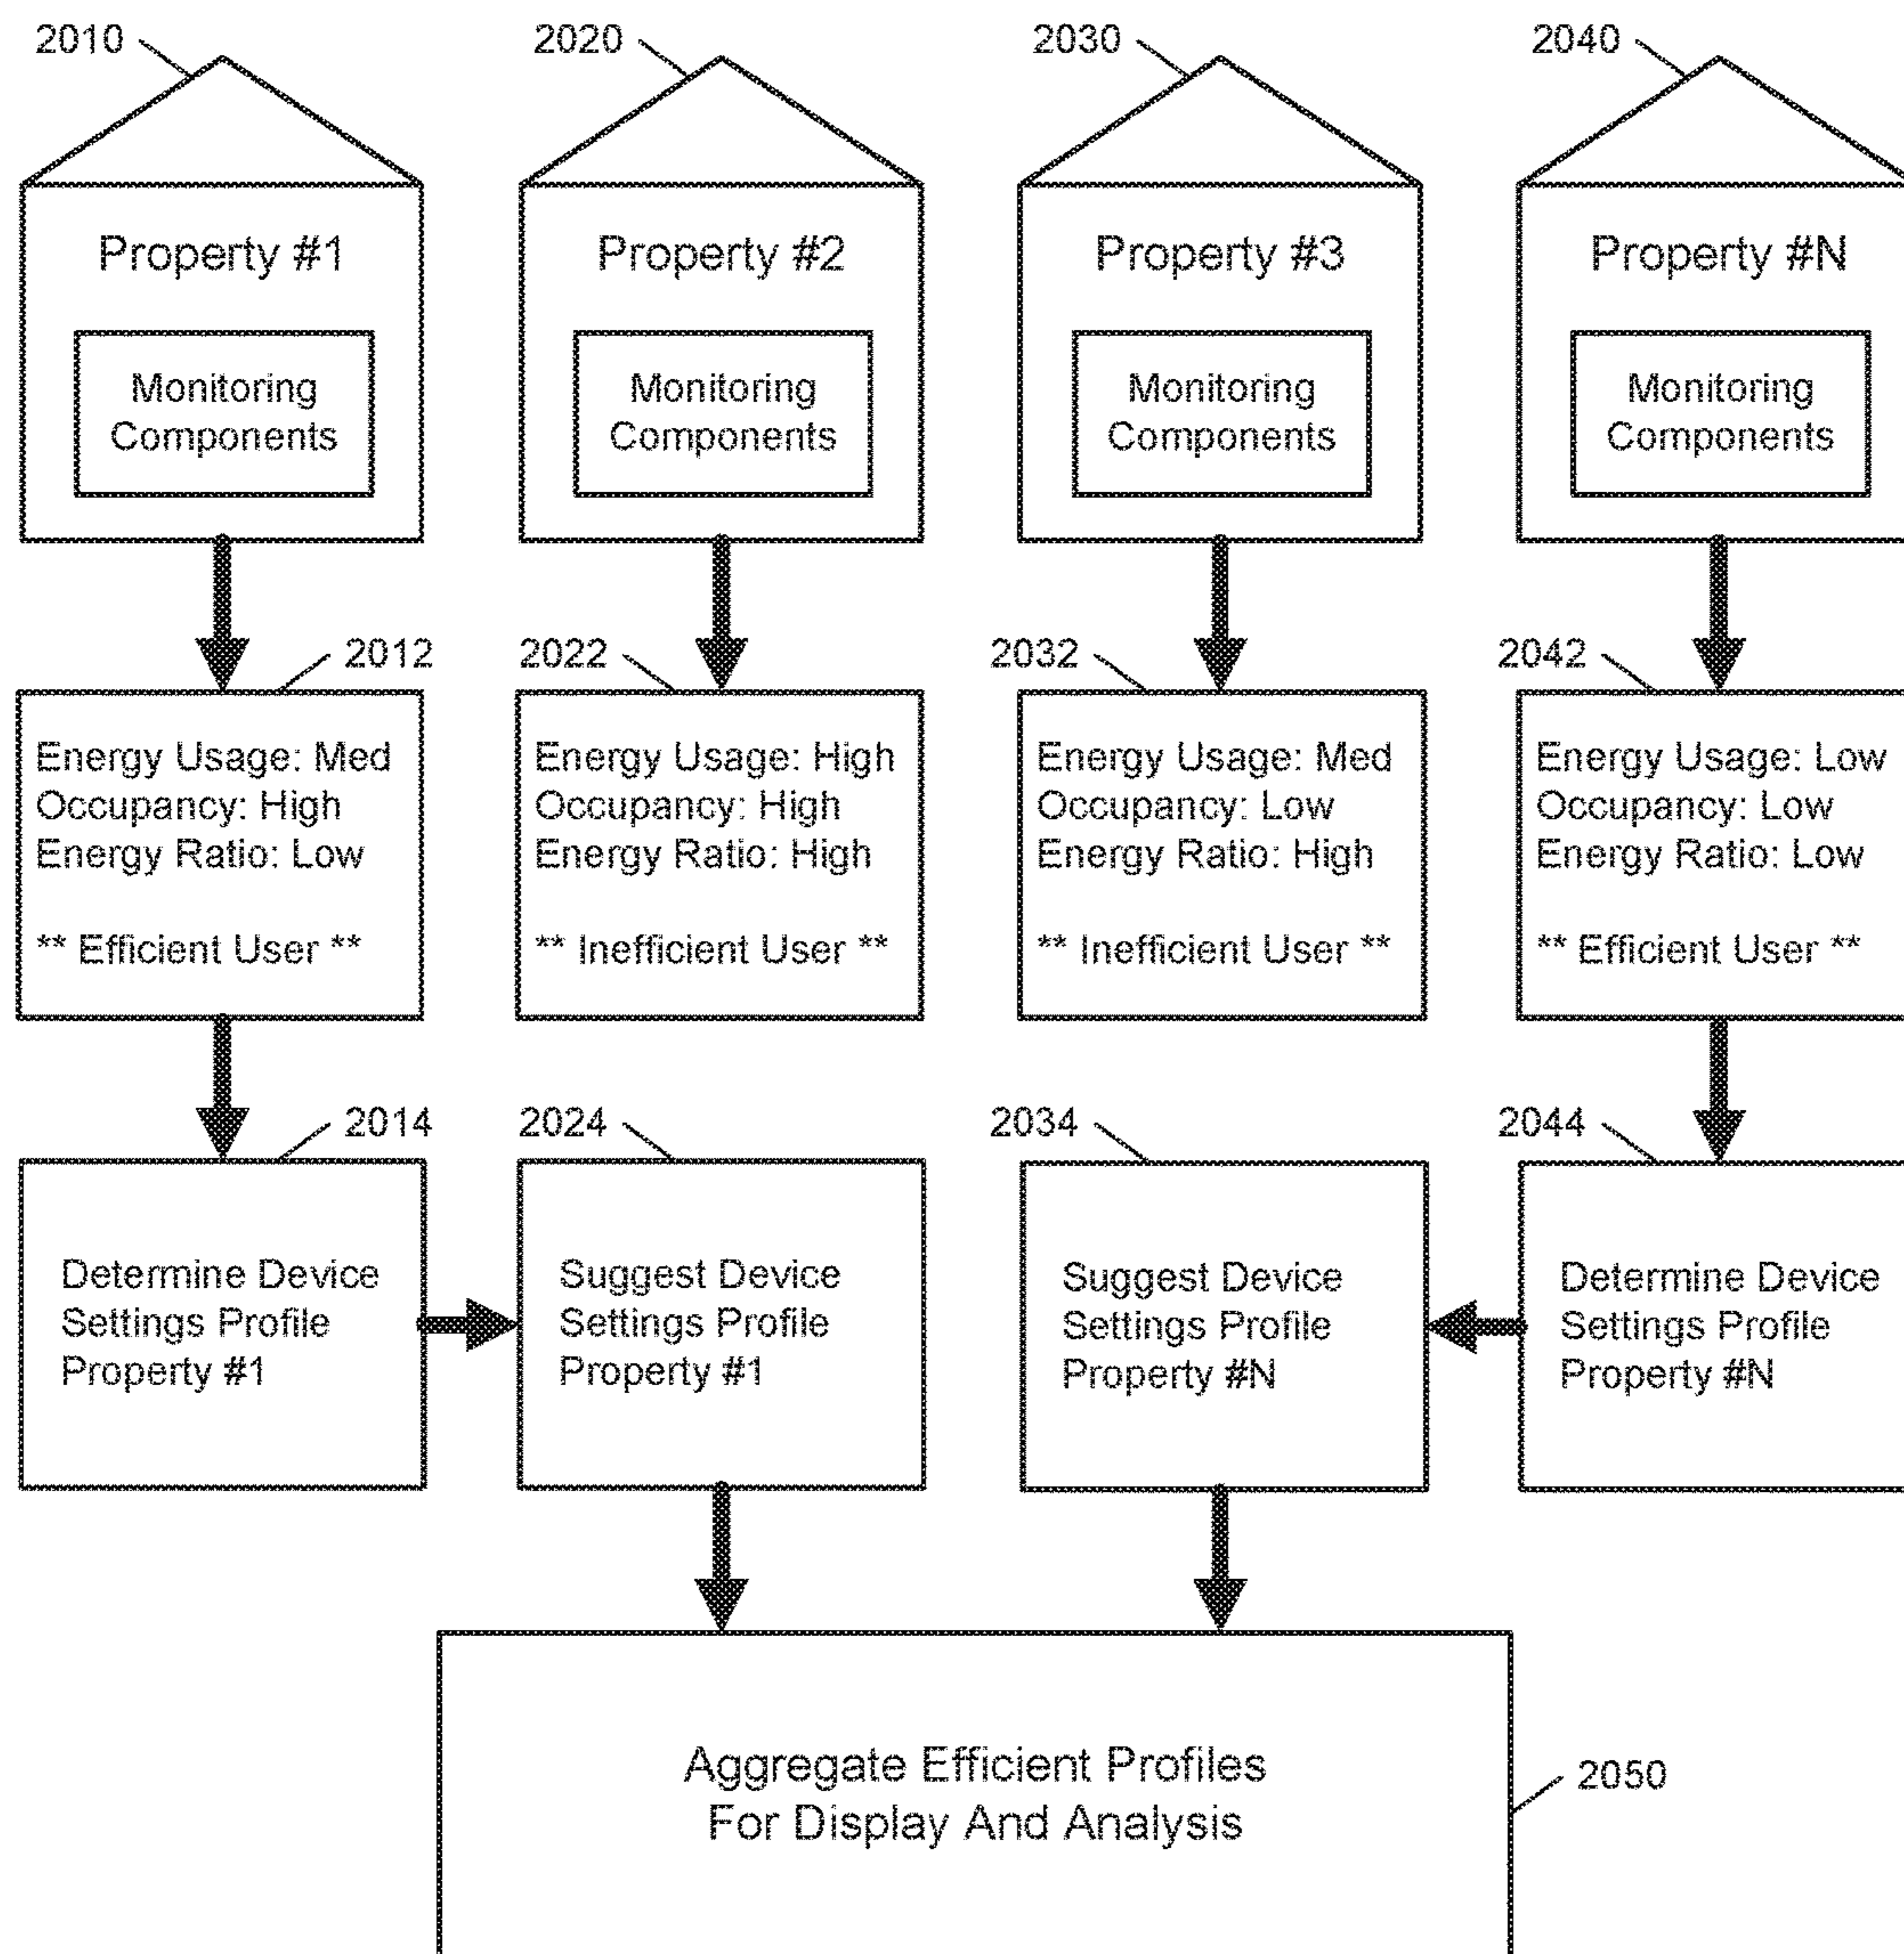 2010
2020
2030
2040
Property #1
Property #2
Property #3
Property #N
Monitoring
Components
Monitoring
Components
Monitoring
Components
Monitoring
Components
2012
2022
2032
2042
Energy Usage: Med
Occupancy: High
Energy Ratio: Low
** Efficient User **
Energy Usage: High
Occupancy: High
Energy Ratio: High
** Inefficient User **
Energy Usage: Med
Occupancy: Low
Energy Ratio: High
** Inefficient User **
Energy Usage: Low
Occupancy: Low
Energy Ratio: Low
** Efficient User **
2014
2024
2034
2044
Determine Device
Settings Profile
Property #1
Suggest Device
Settings Profile
Property #1
Suggest Device
Settings Profile
Property #N
Determine Device
Settings Profile
Property #N
Aggregate Efficient Profiles
For Display And Analysis
2050